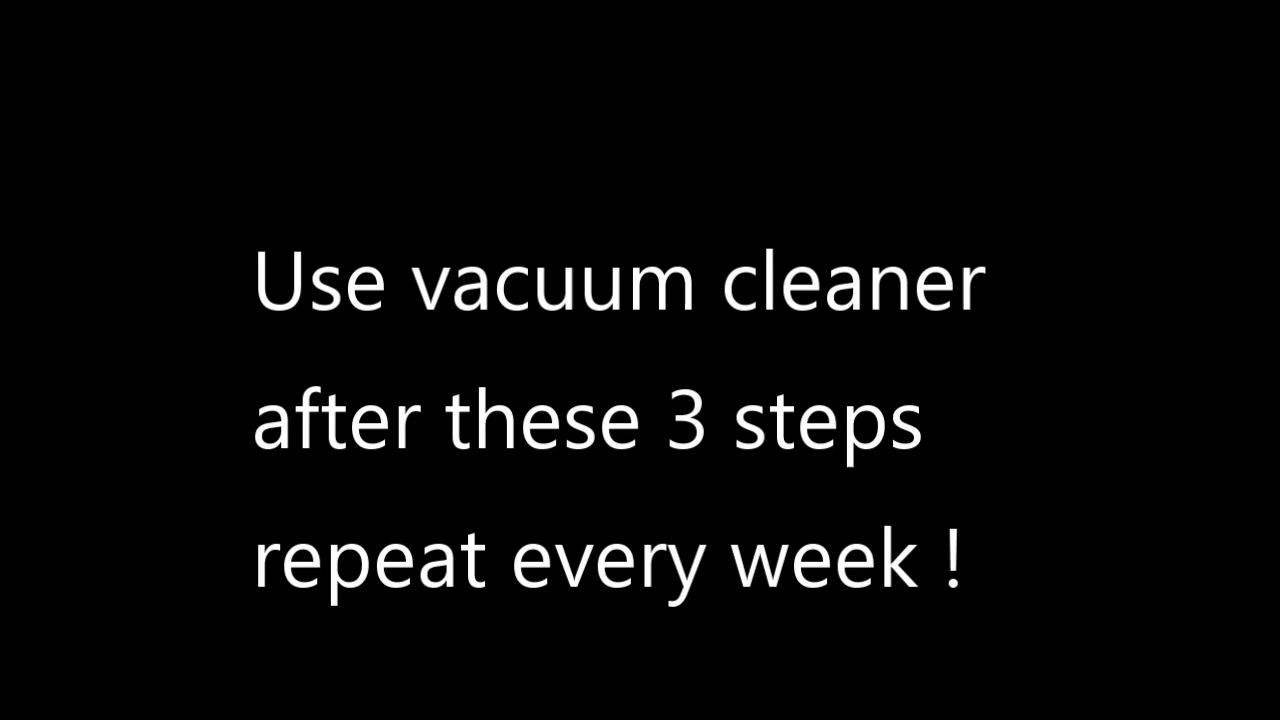 Use vacuum cleaner
after these 3 steps
repeat every week !